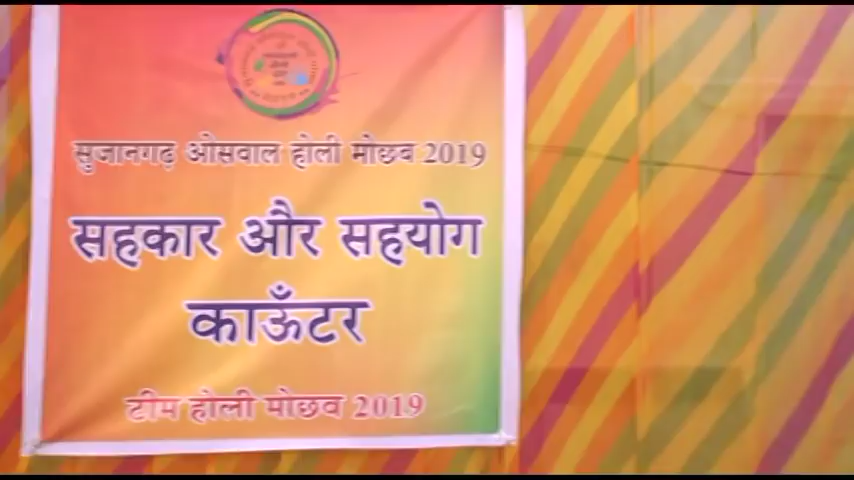 सुजानगढ़ ओसवाल होली मोछव 2019
सहकार और सहयोग
काऊँटर
टीम होली मोछव 2019